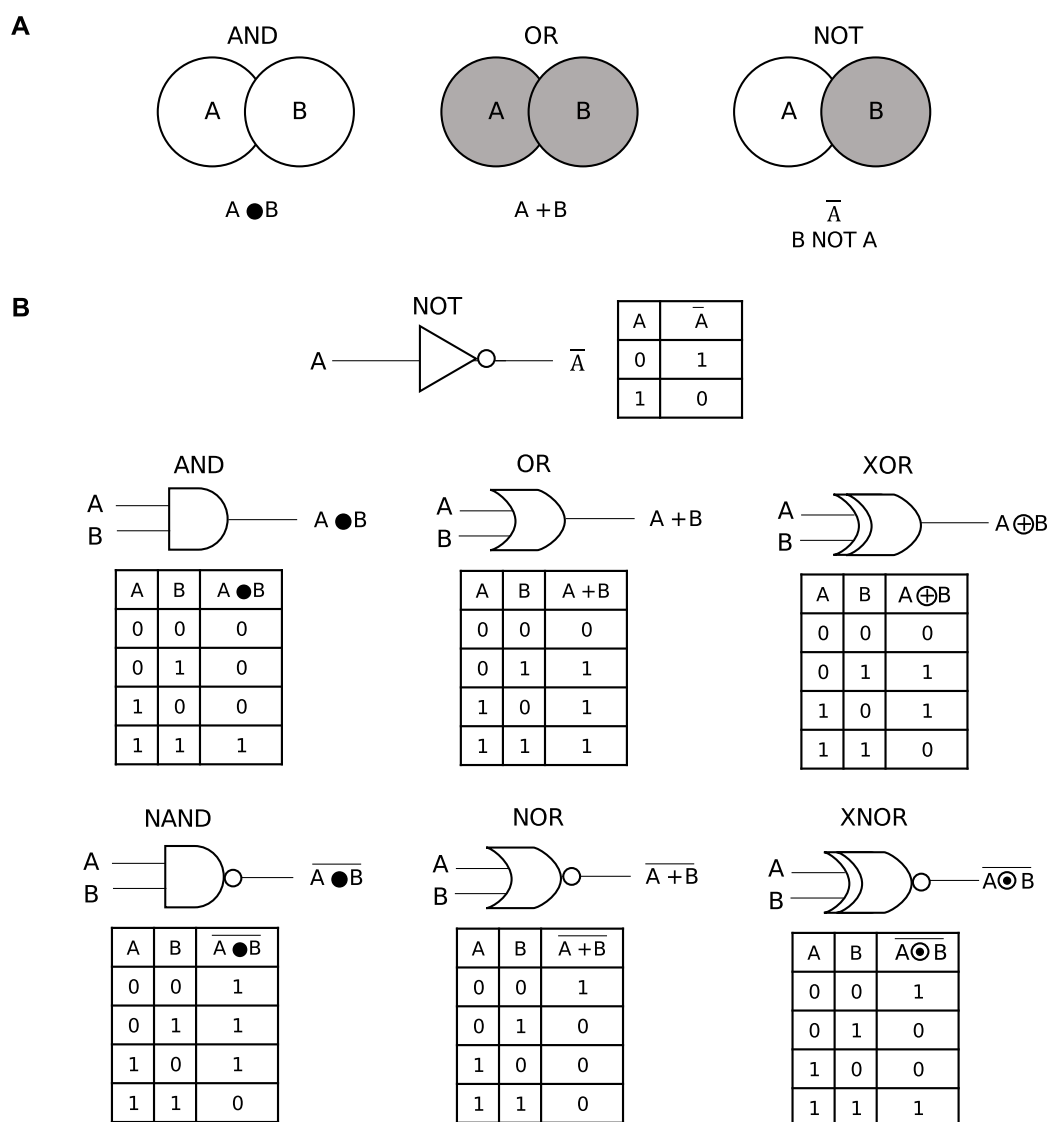 A
AND OR NOT
A B A B A B
A ●B A +B A̅
B NOT A
B
NOT
A A̅
A A̅
0 1
1 0
AND OR XOR
A B A ●B
A B A +B
A B A ⊕B
A B A ●B
0 0 0
0 1 0
1 0 0
1 1 1
A B A +B
0 0 0
0 1 1
1 0 1
1 1 1
A B A ⊕B
0 0 0
0 1 1
1 0 1
1 1 0
NAND NOR XNOR
A B A̅ ̅●̅B̅
A B A̅ ̅+̅B̅
A B A̅⊙̅ ̅B̅
A B A̅ ̅●̅B̅
0 0 1
0 1 1
1 0 1
1 1 0
A B A̅ ̅+̅B̅
0 0 1
0 1 0
1 0 0
1 1 0
A B A̅⊙̅ ̅B̅
0 0 1
0 1 0
1 0 0
1 1 1